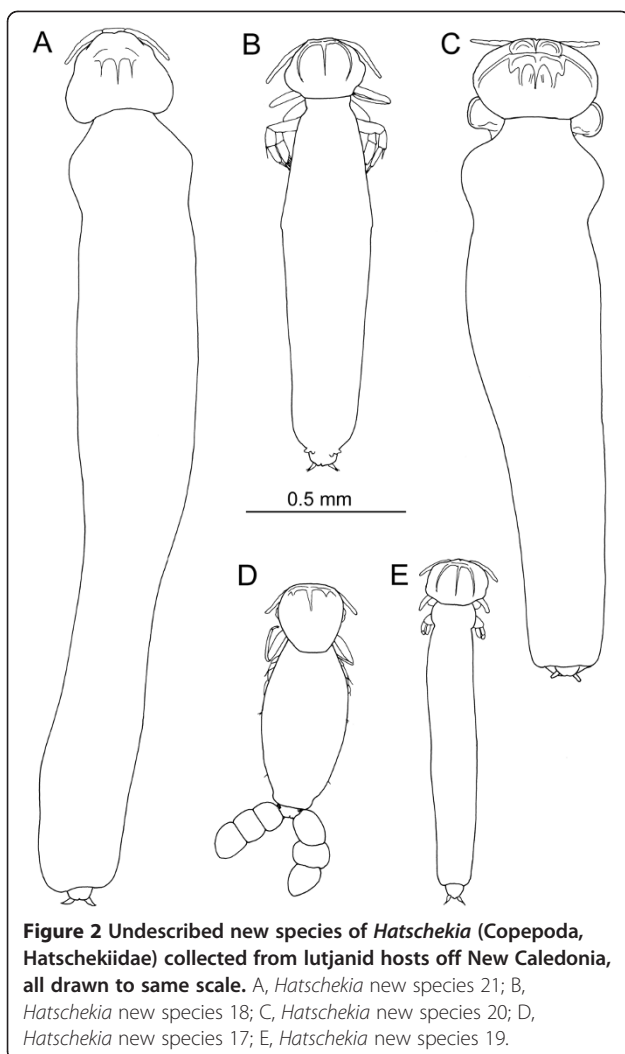 A
B
C
0.5 mm
D
E
Figure 2 Undescribed new species of Hatschekia (Copepoda,
Hatschekiidae) collected from lutjanid hosts off New Caledonia,
all drawn to same scale. A, Hatschekia new species 21; B,
Hatschekia new species 18; C, Hatschekia new species 20; D,
Hatschekia new species 17; E, Hatschekia new species 19.